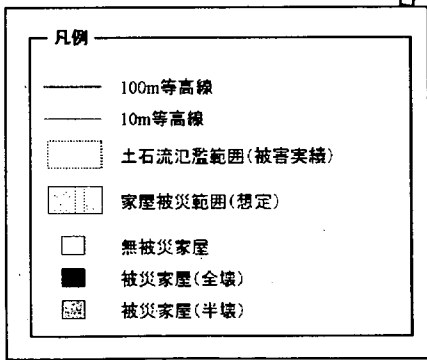 凡例
100m等高線
10m等高線
土石流氾濫範囲(被害実績)
家屋被災範囲(想定)
無被災家屋
被災家屋(全壊)
被災家屋(半壊)